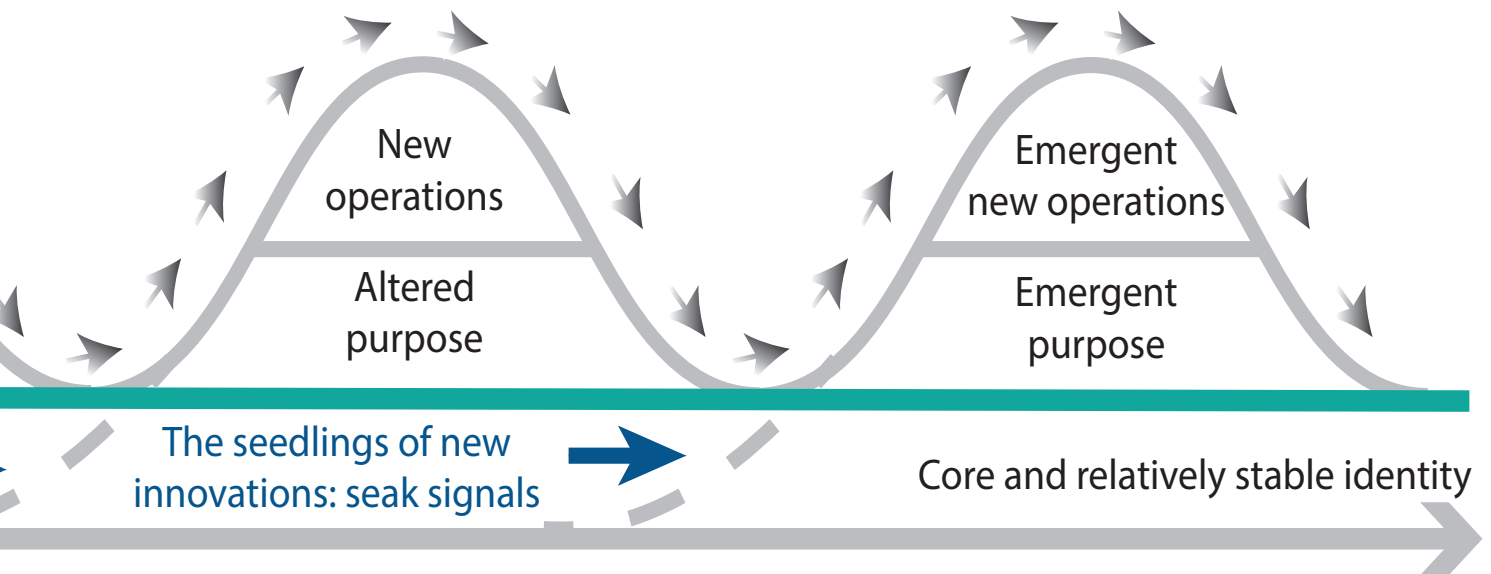 New
operations
Altered
purpose
Emergent
new operations
Emergent
purpose
The seedlings of new
innovations: seak signals
Core and relatively stable identity